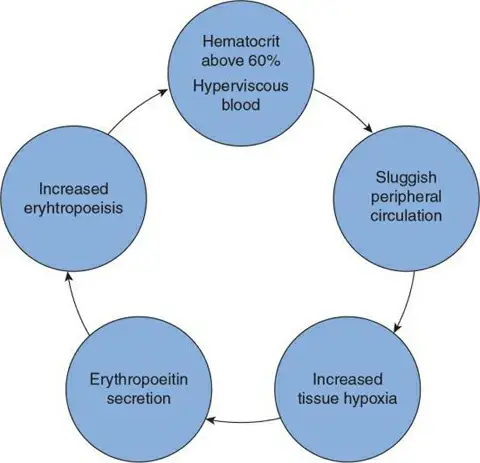 Hematocrit
above 60%
Hyperviscous
blood
Sluggish
peripheral
circulation
Increased
tissue hypoxia
Erythropoeitin
secretion
Increased
eryhtropoeisis